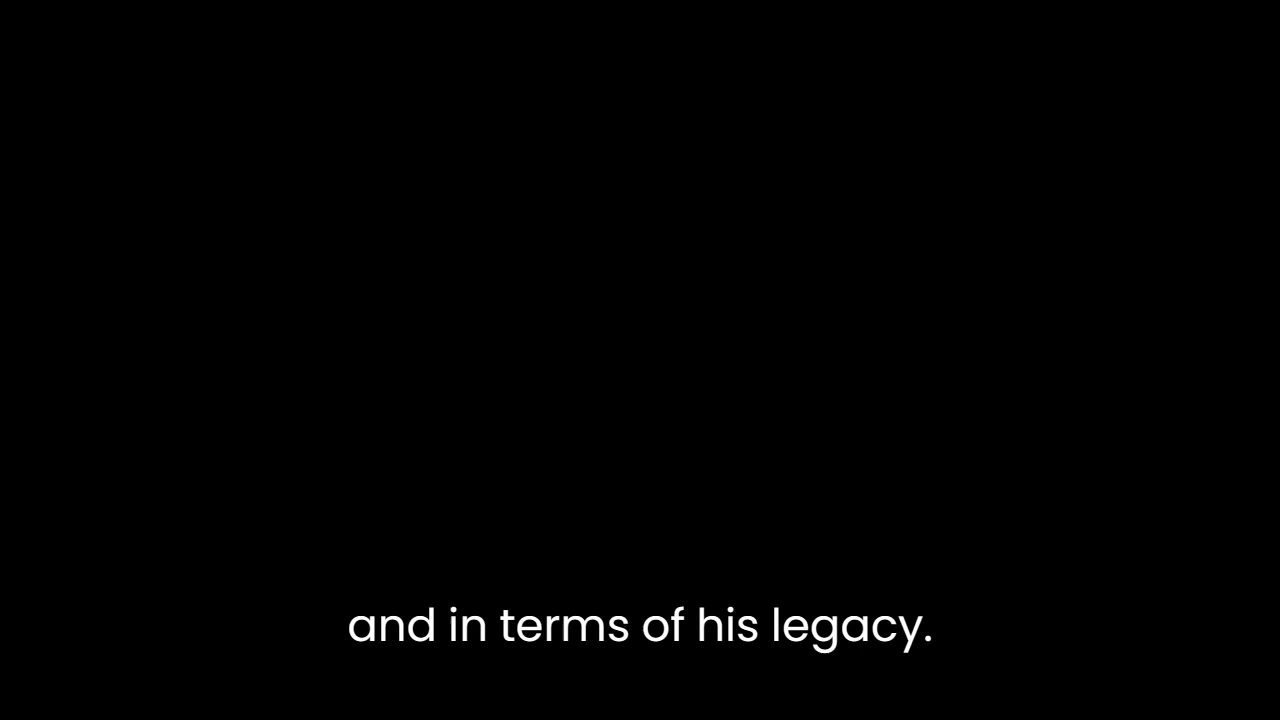 and in terms of his legacy.